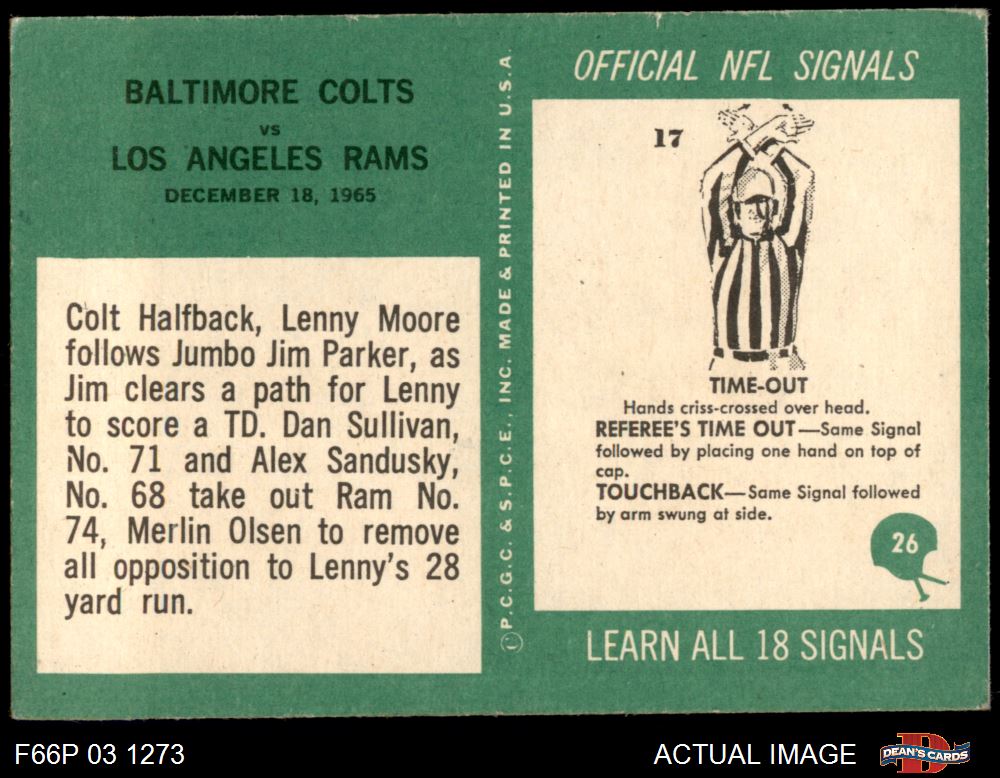 BALTIMORE COLTS
vs
LOS ANGELES RAMS
DECEMBER 18, 1965
Colt Halfback, Lenny Moore
follows Jumbo Jim Parker, as
Jim clears a path for Lenny
to score a TD. Dan Sullivan,
No. 71 and Alex Sandusky,
No. 68 take out Ram No.
74, Merlin Olsen to remove
all opposition to Lenny's 28
yard run.
©P.C.G.C. & S.P.C.E., INC. MADE & PRINTED IN U.S.A.
OFFICIAL NFL SIGNALS
17
TIME-OUT
Hands criss-crossed over head.
REFEREE'S TIME OUT—Same Signal
followed by placing one hand on top of
cap.
TOUCHBACK—Same Signal followed
by arm swung at side.
26
LEARN ALL 18 SIGNALS
F66P 03 1273
ACTUAL IMAGE
DEAN'S CARDS